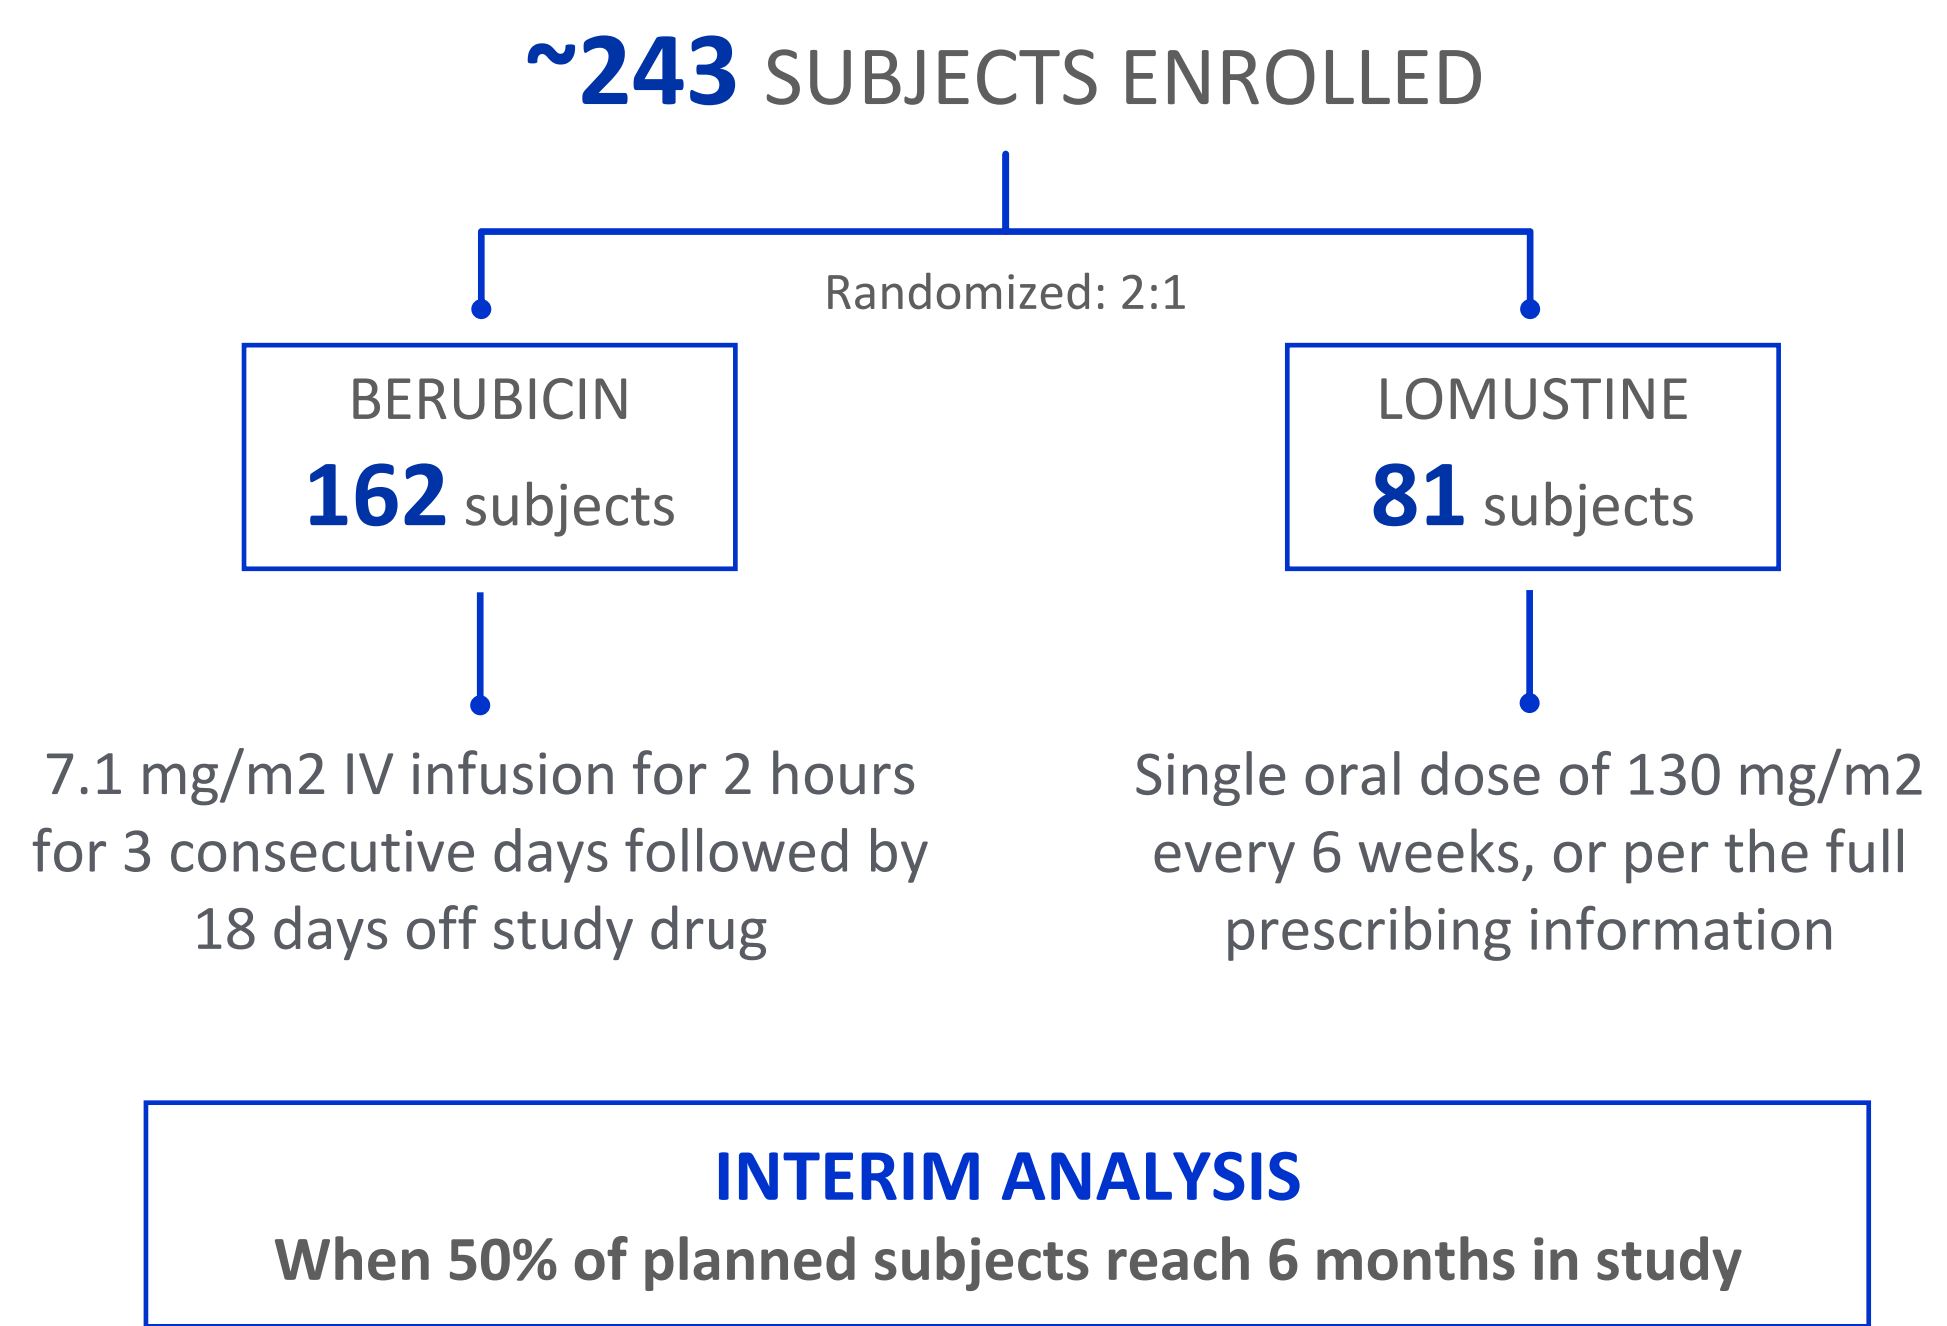 ~243 SUBJECTS ENROLLED
Randomized: 2:1
BERUBICIN
162 subjects
LOMUSTINE
81 subjects
7.1 mg/m2 IV infusion for 2 hours
for 3 consecutive days followed by
18 days off study drug
Single oral dose of 130 mg/m2
every 6 weeks, or per the full
prescribing information
INTERIM ANALYSIS
When 50% of planned subjects reach 6 months in study